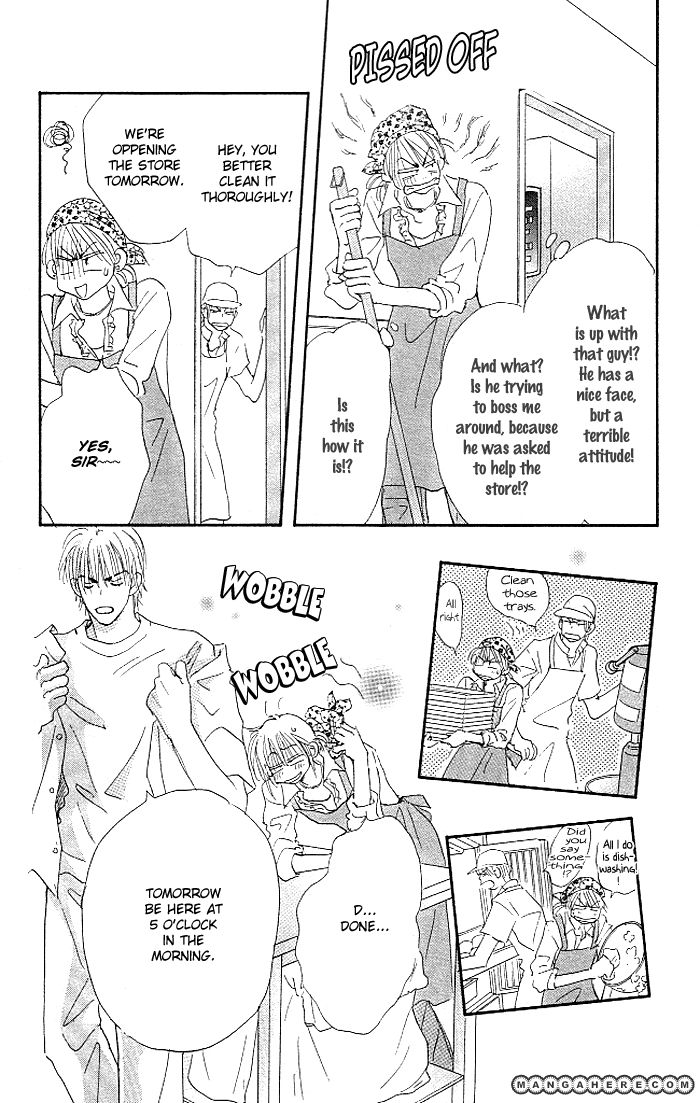 PISSED OFF
What
is up with
that guy!?
He has a
nice face,
but a
terrible
attitude!
And what?
Is he trying
to boss me
around, because
he was asked
to help the
store!?
Is
this
how it
is!?
HEY, YOU
BETTER
CLEAN IT
THOROUGHLY!
WE'RE
OPPENING
THE STORE
TOMORROW.
YES,
SIR~~~
Clean
those
trays.
All
right
All I do
is dish-
washing!
!
Did
you
say
some-
thing
!?
WOBBLE
WOBBLE
D...
DONE...
TOMORROW
BE HERE AT
5 O'CLOCK
IN THE
MORNING.
MANGAHERE.COM